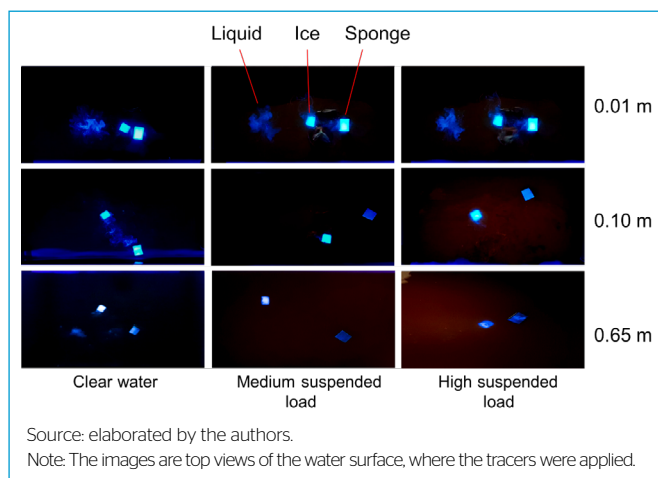 Liquid Ice Sponge
0.01 m
0.10 m
0.65 m
Clear water Medium suspended load High suspended load
Source: elaborated by the authors.
Note: The images are top views of the water surface, where the tracers were applied.